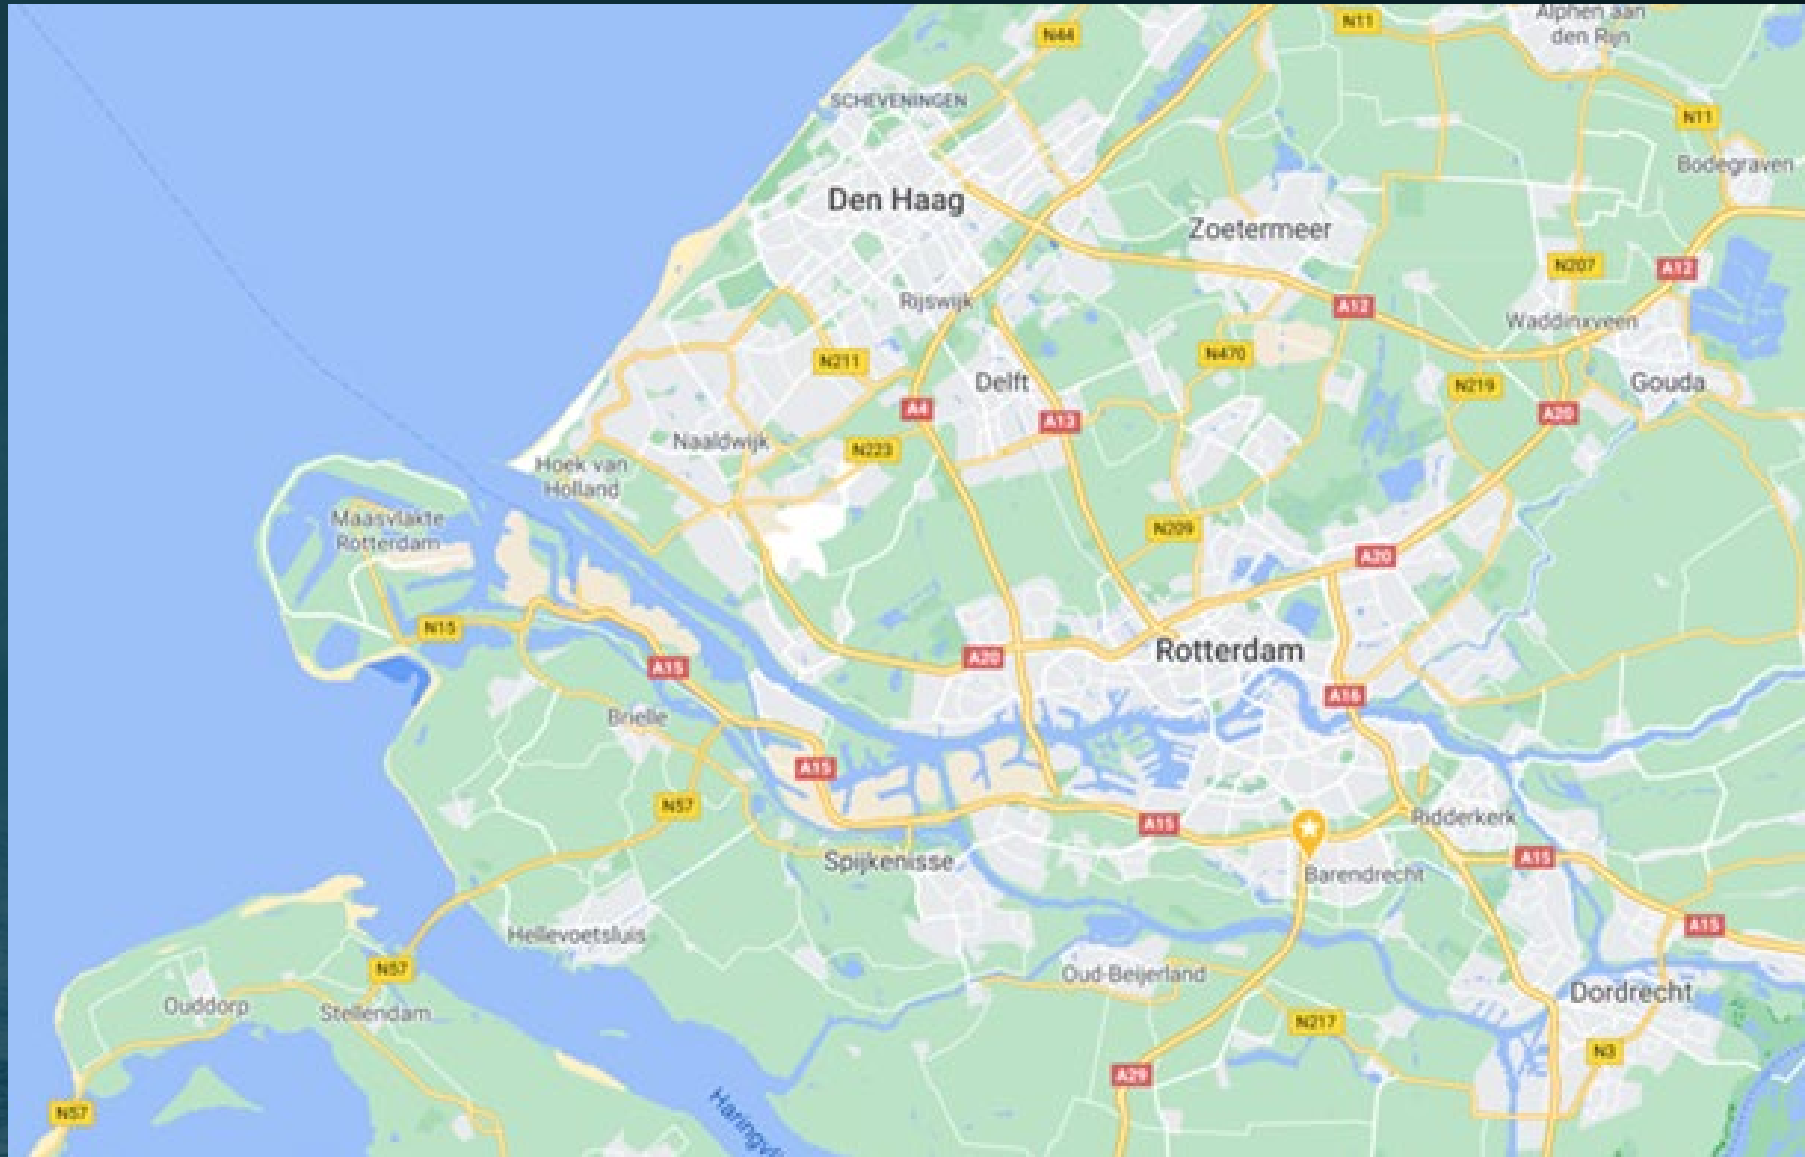 N44
N11
Alphen aan
den Rijn
SCHEVENINGEN
N11
Bodegraven
Den Haag
Zoetermeer
N207
A12
Rijswijk
A12
Waddinxveen
N211
N470
Delft
N219
Gouda
A4
A13
A20
Naaldwijk
N223
Hoek van
Holland
Maasvlakte
Rotterdam
N209
A20
N15
A20
Rotterdam
A15
A16
Brielle
A15
N57
A15
Ridderkerk
Spijkenisse
A15
Barendrecht
Hellevoetsluis
A15
N57
Oud-Beijerland
Ouddorp
Stellendam
Dordrecht
N217
N3
A29
N57
Haringvli